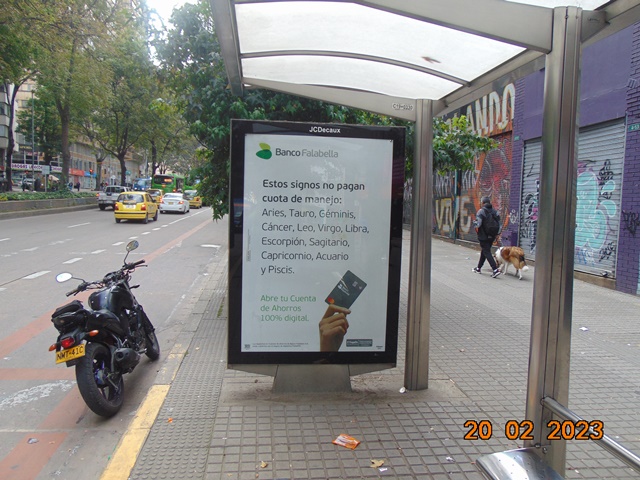 JCDecaux
Banco Falabella
Estos signos no pagan
cuota de manejo:
Aries, Tauro, Géminis,
Cáncer, Leo, Virgo, Libra,
Escorpión, Sagitario,
Capricornio, Acuario
y Piscis.
Abre tu Cuenta
de Ahorros
100% digital.
20 02 2023